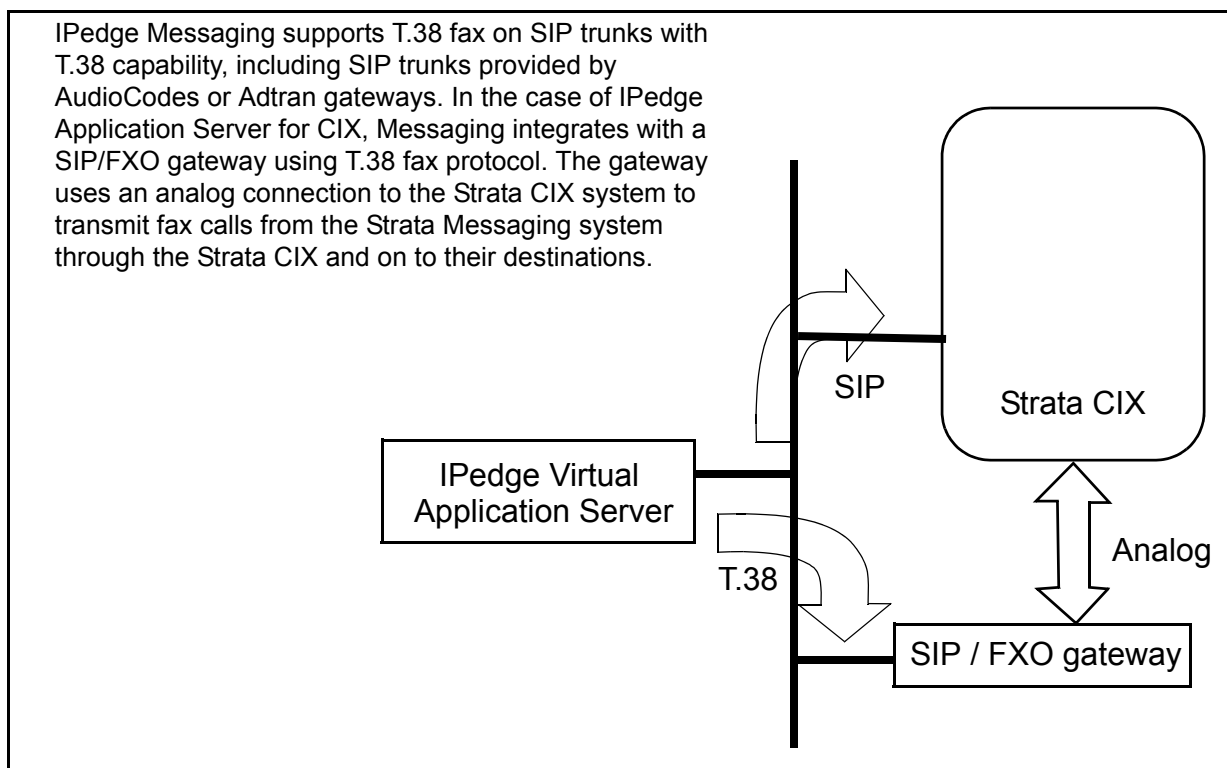 IPedge Messaging supports T.38 fax on SIP trunks with
T.38 capability, including SIP trunks provided by
AudioCodes or Adtran gateways. In the case of IPedge
Application Server for CIX, Messaging integrates with a
SIP/FXO gateway using T.38 fax protocol. The gateway
uses an analog connection to the Strata CIX system to
transmit fax calls from the Strata Messaging system
through the Strata CIX and on to their destinations.
SIP
Strata CIX
IPedge Virtual
Application Server
Analog
T.38
SIP / FXO gateway